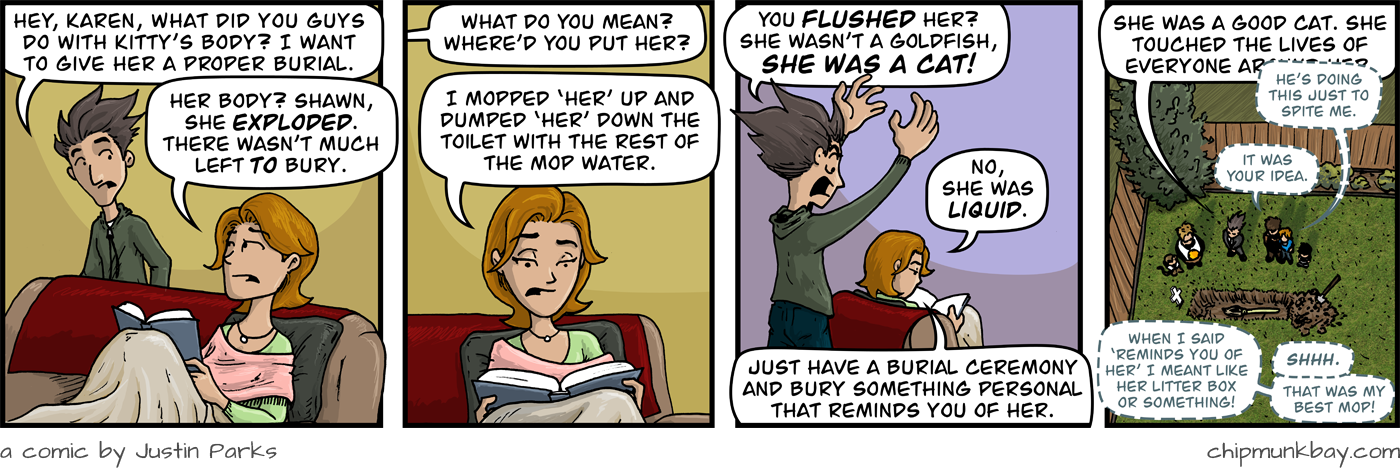 HEY, KAREN, WHAT DID YOU GUYS
DO WITH KITTY'S BODY? I WANT
TO GIVE HER A PROPER BURIAL.
HER BODY? SHAWN,
SHE EXPLODED.
THERE WASN'T MUCH
LEFT TO BURY.
WHAT DO YOU MEAN?
WHERE'D YOU PUT HER?
I MOPPED 'HER' UP AND
DUMPED 'HER' DOWN THE
TOILET WITH THE REST OF
THE MOP WATER.
YOU FLUSHED HER?
SHE WASN'T A GOLDFISH,
SHE WAS A CAT!
NO,
SHE WAS
LIQUID.
JUST HAVE A BURIAL CEREMONY
AND BURY SOMETHING PERSONAL
THAT REMINDS YOU OF HER.
SHE WAS A GOOD CAT. SHE
TOUCHED THE LIVES OF
EVERYONE AROUND HER.
HE'S DOING
THIS JUST TO
SPITE ME.
IT WAS
YOUR IDEA.
WHEN I SAID
'REMINDS YOU OF
HER' I MEANT LIKE
HER LITTER BOX
OR SOMETHING!
SHHH.
THAT WAS MY
BEST MOP!
a comic by Justin Parks
chipmunkbay.com